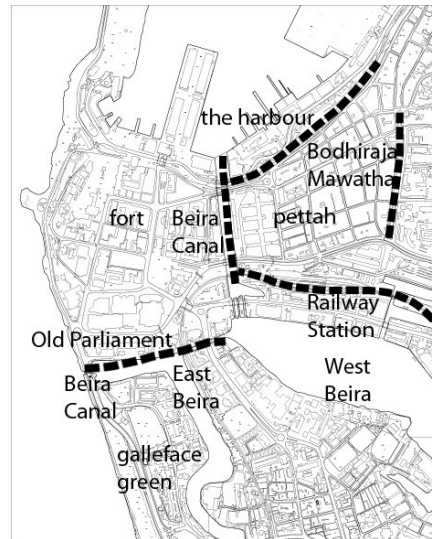 the harbour
Bodhiraja
Mawatha
fort
Beira
Canal
pettah
Railway
Station
Old Parliament
West
Beira
East
Beira
Beira
Canal
galleface
green